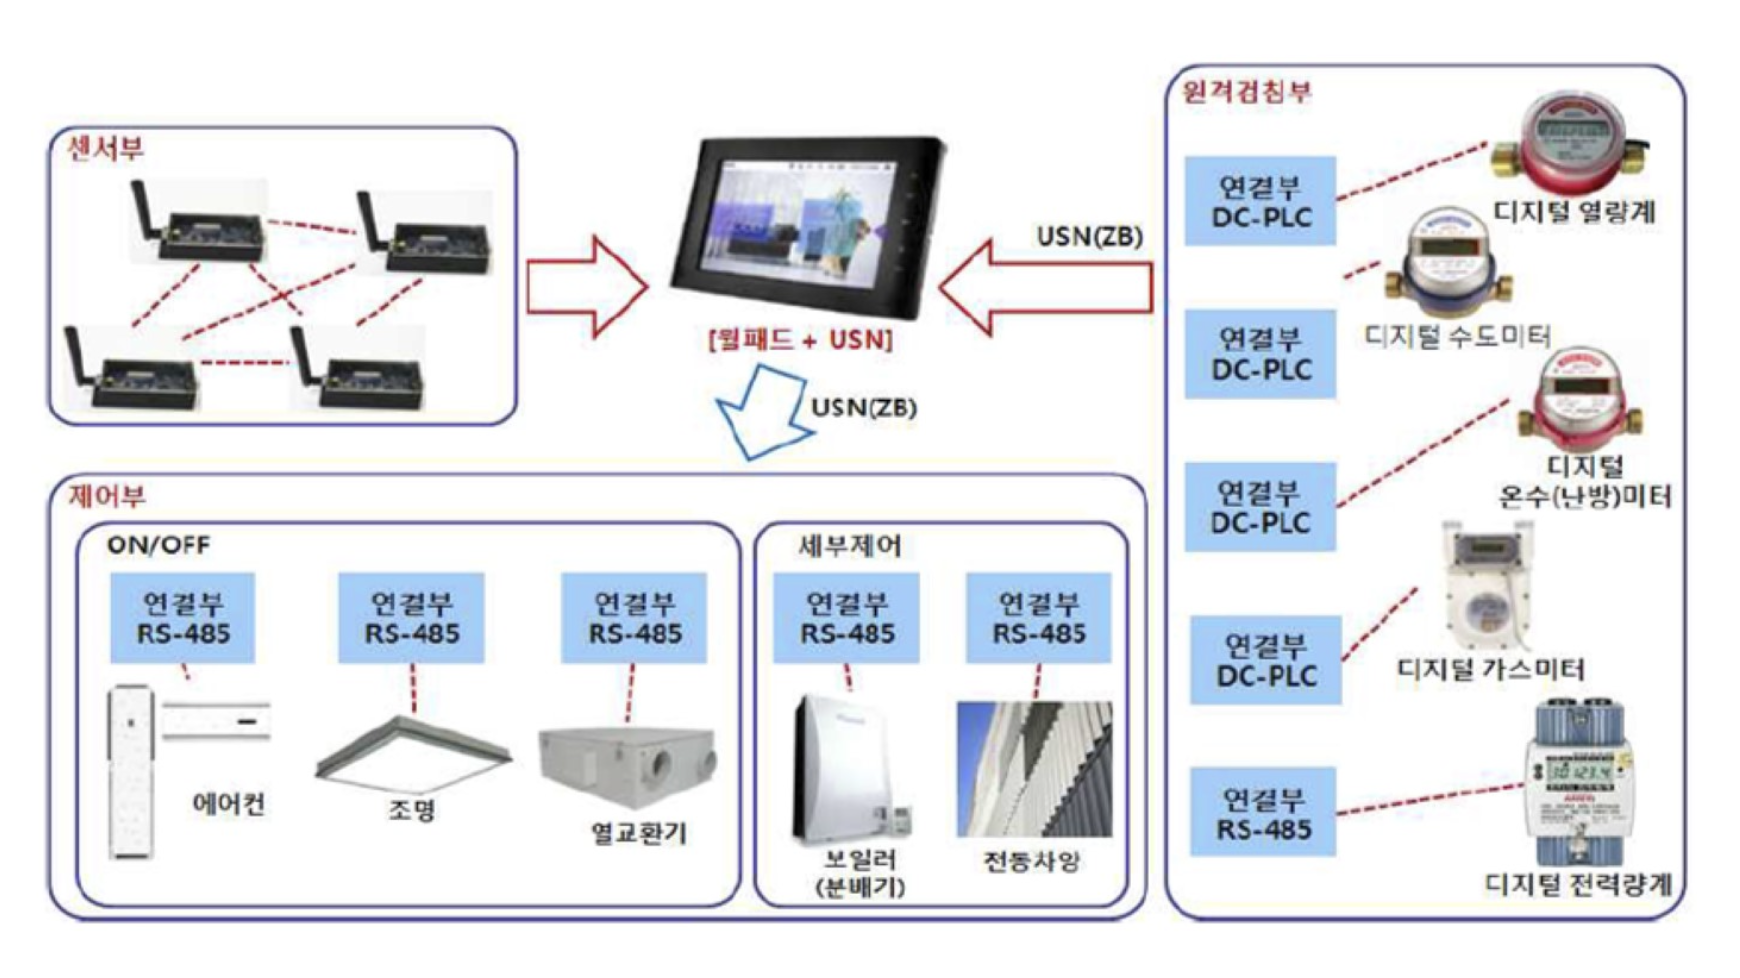 센서부
[월패드 + USN]
USN(ZB)
USN(ZB)
원격검침부
연결부
DC-PLC
디지털 열량계
연결부
DC-PLC
디지털 수도미터
연결부
DC-PLC
디지털
온수(난방)미터
연결부
DC-PLC
디지털 가스미터
연결부
RS-485
디지털 전력량계
제어부
ON/OFF
연결부
RS-485
에어컨
연결부
RS-485
조명
연결부
RS-485
열교환기
세부제어
연결부
RS-485
보일러
(분배기)
연결부
RS-485
전동차양